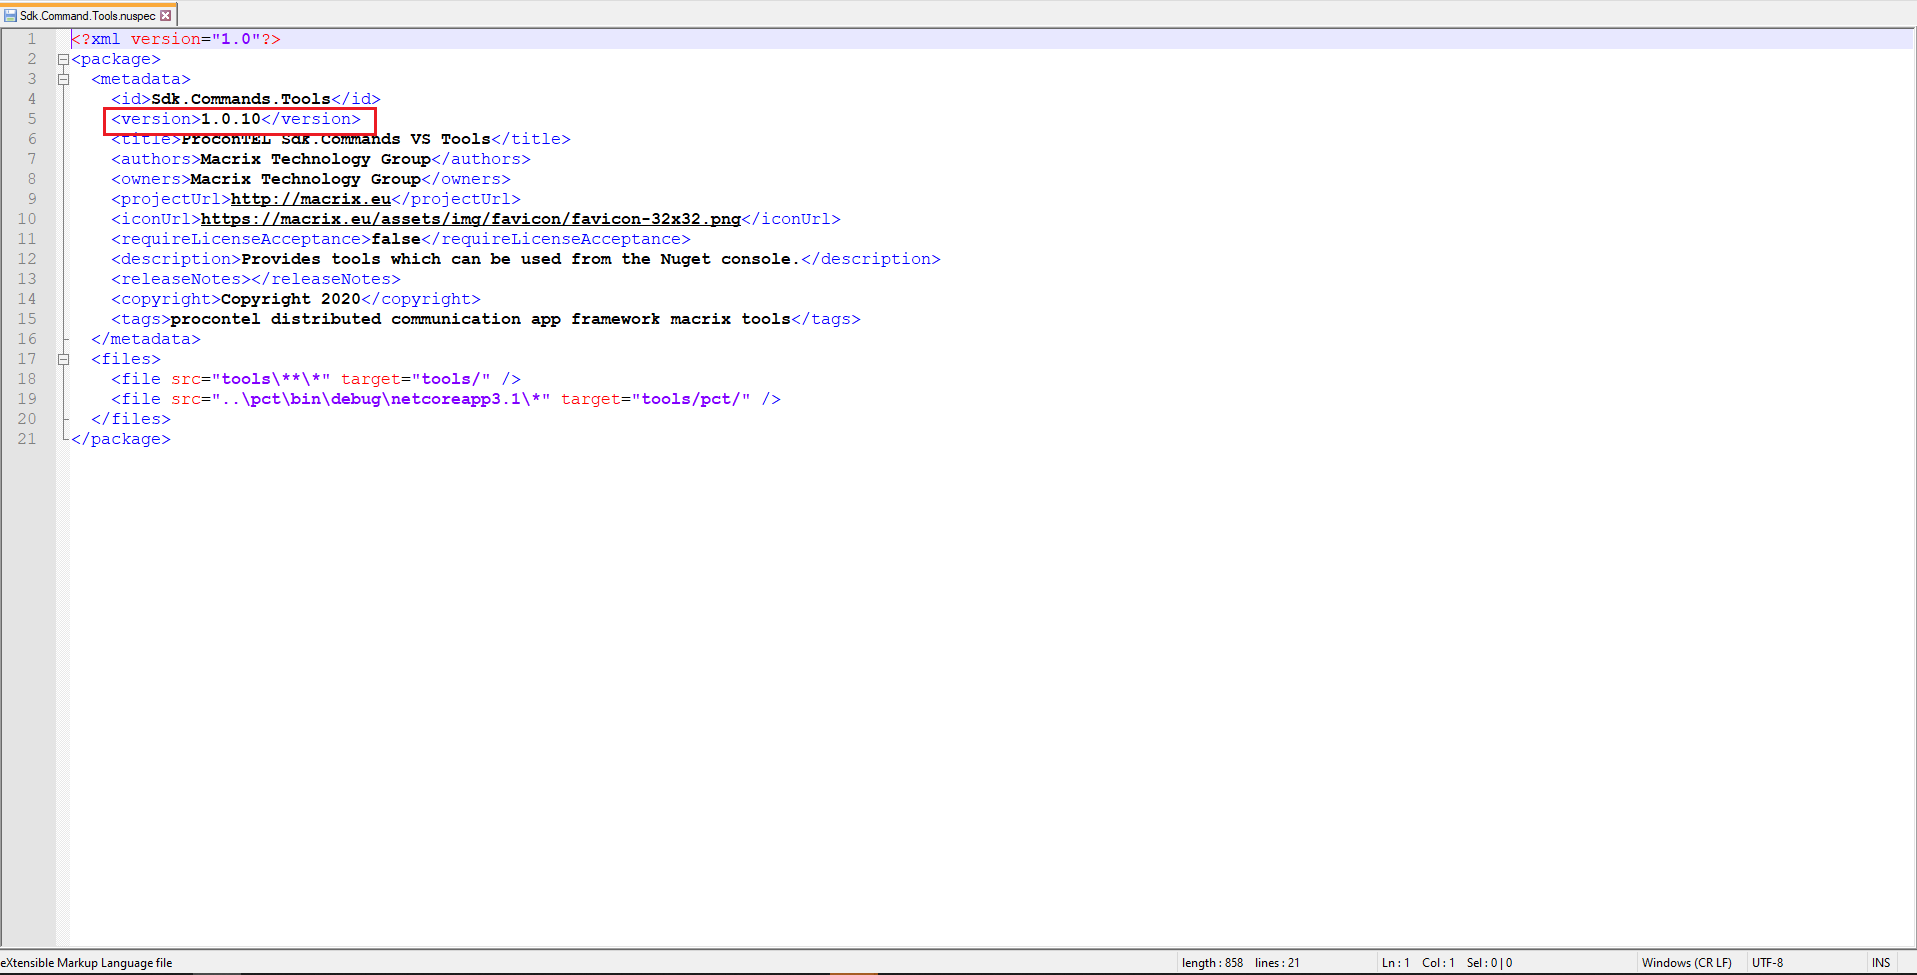 Sdk.Command.Tools.nuspec
1 <?xml version="1.0"?>
2 <package>
3 <metadata>
4 <id>Sdk.Commands.Tools</id>
5 <version>1.0.10</version>
6 <title>ProconTEL Sdk.Commands VS Tools</title>
7 <authors>Macrix Technology Group</authors>
8 <owners>Macrix Technology Group</owners>
9 <projectUrl>http://macrix.eu</projectUrl>
10 <iconUrl>https://macrix.eu/assets/img/favicon/favicon-32x32.png</iconUrl>
11 <requireLicenseAcceptance>false</requireLicenseAcceptance>
12 <description>Provides tools which can be used from the Nuget console.</description>
13 <releaseNotes></releaseNotes>
14 <copyright>Copyright 2020</copyright>
15 <tags>procontel distributed communication app framework macrix tools</tags>
16 </metadata>
17 <files>
18 <file src="tools\**\*" target="tools/" />
19 <file src="..\pct\bin\debug\netcoreapp3.1\*" target="tools/pct/" />
20 </files>
21 </package>
eXtensible Markup Language file length : 858 lines : 21 Ln : 1 Col : 1 Sel : 0 | 0 Windows (CR LF) UTF-8 INS